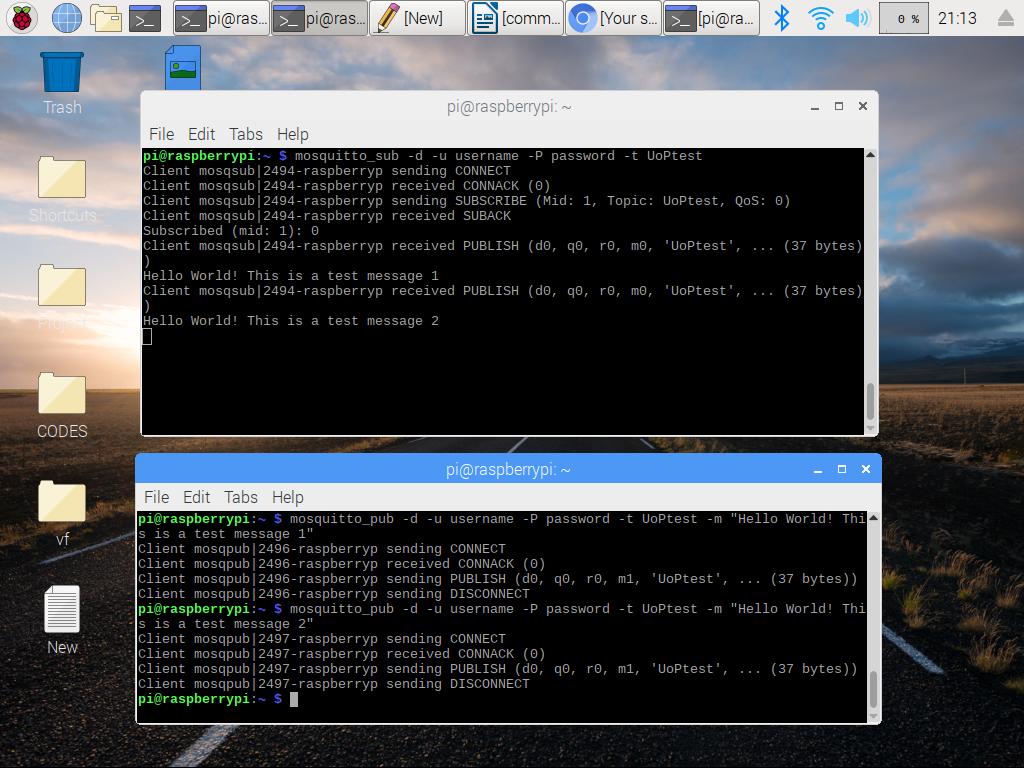 pi@ras...
pi@ras...
[New]
[comm...
[Your s...
[pi@ra...
0 %
21:13
Trash
Shortcuts
CODES
vf
New
pi@raspberrypi: ~
File Edit Tabs Help
pi@raspberrypi:~ $ mosquitto_sub -d -u username -P password -t UoPtest
Client mosqsub|2494-raspberryp sending CONNECT
Client mosqsub|2494-raspberryp received CONNACK (0)
Client mosqsub|2494-raspberryp sending SUBSCRIBE (Mid: 1, Topic: UoPtest, QoS: 0)
Client mosqsub|2494-raspberryp received SUBACK
Subscribed (mid: 1): 0
Client mosqsub|2494-raspberryp received PUBLISH (d0, q0, r0, m0, 'UoPtest', ... (37 bytes)
)
Hello World! This is a test message 1
Client mosqsub|2494-raspberryp received PUBLISH (d0, q0, r0, m0, 'UoPtest', ... (37 bytes)
)
Hello World! This is a test message 2
pi@raspberrypi: ~
File Edit Tabs Help
pi@raspberrypi:~ $ mosquitto_pub -d -u username -P password -t UoPtest -m "Hello World! Thi
s is a test message 1"
Client mosqpub|2496-raspberryp sending CONNECT
Client mosqpub|2496-raspberryp received CONNACK (0)
Client mosqpub|2496-raspberryp sending PUBLISH (d0, q0, r0, m1, 'UoPtest', ... (37 bytes))
Client mosqpub|2496-raspberryp sending DISCONNECT
pi@raspberrypi:~ $ mosquitto_pub -d -u username -P password -t UoPtest -m "Hello World! Thi
s is a test message 2"
Client mosqpub|2497-raspberryp sending CONNECT
Client mosqpub|2497-raspberryp received CONNACK (0)
Client mosqpub|2497-raspberryp sending PUBLISH (d0, q0, r0, m1, 'UoPtest', ... (37 bytes))
Client mosqpub|2497-raspberryp sending DISCONNECT
pi@raspberrypi:~ $